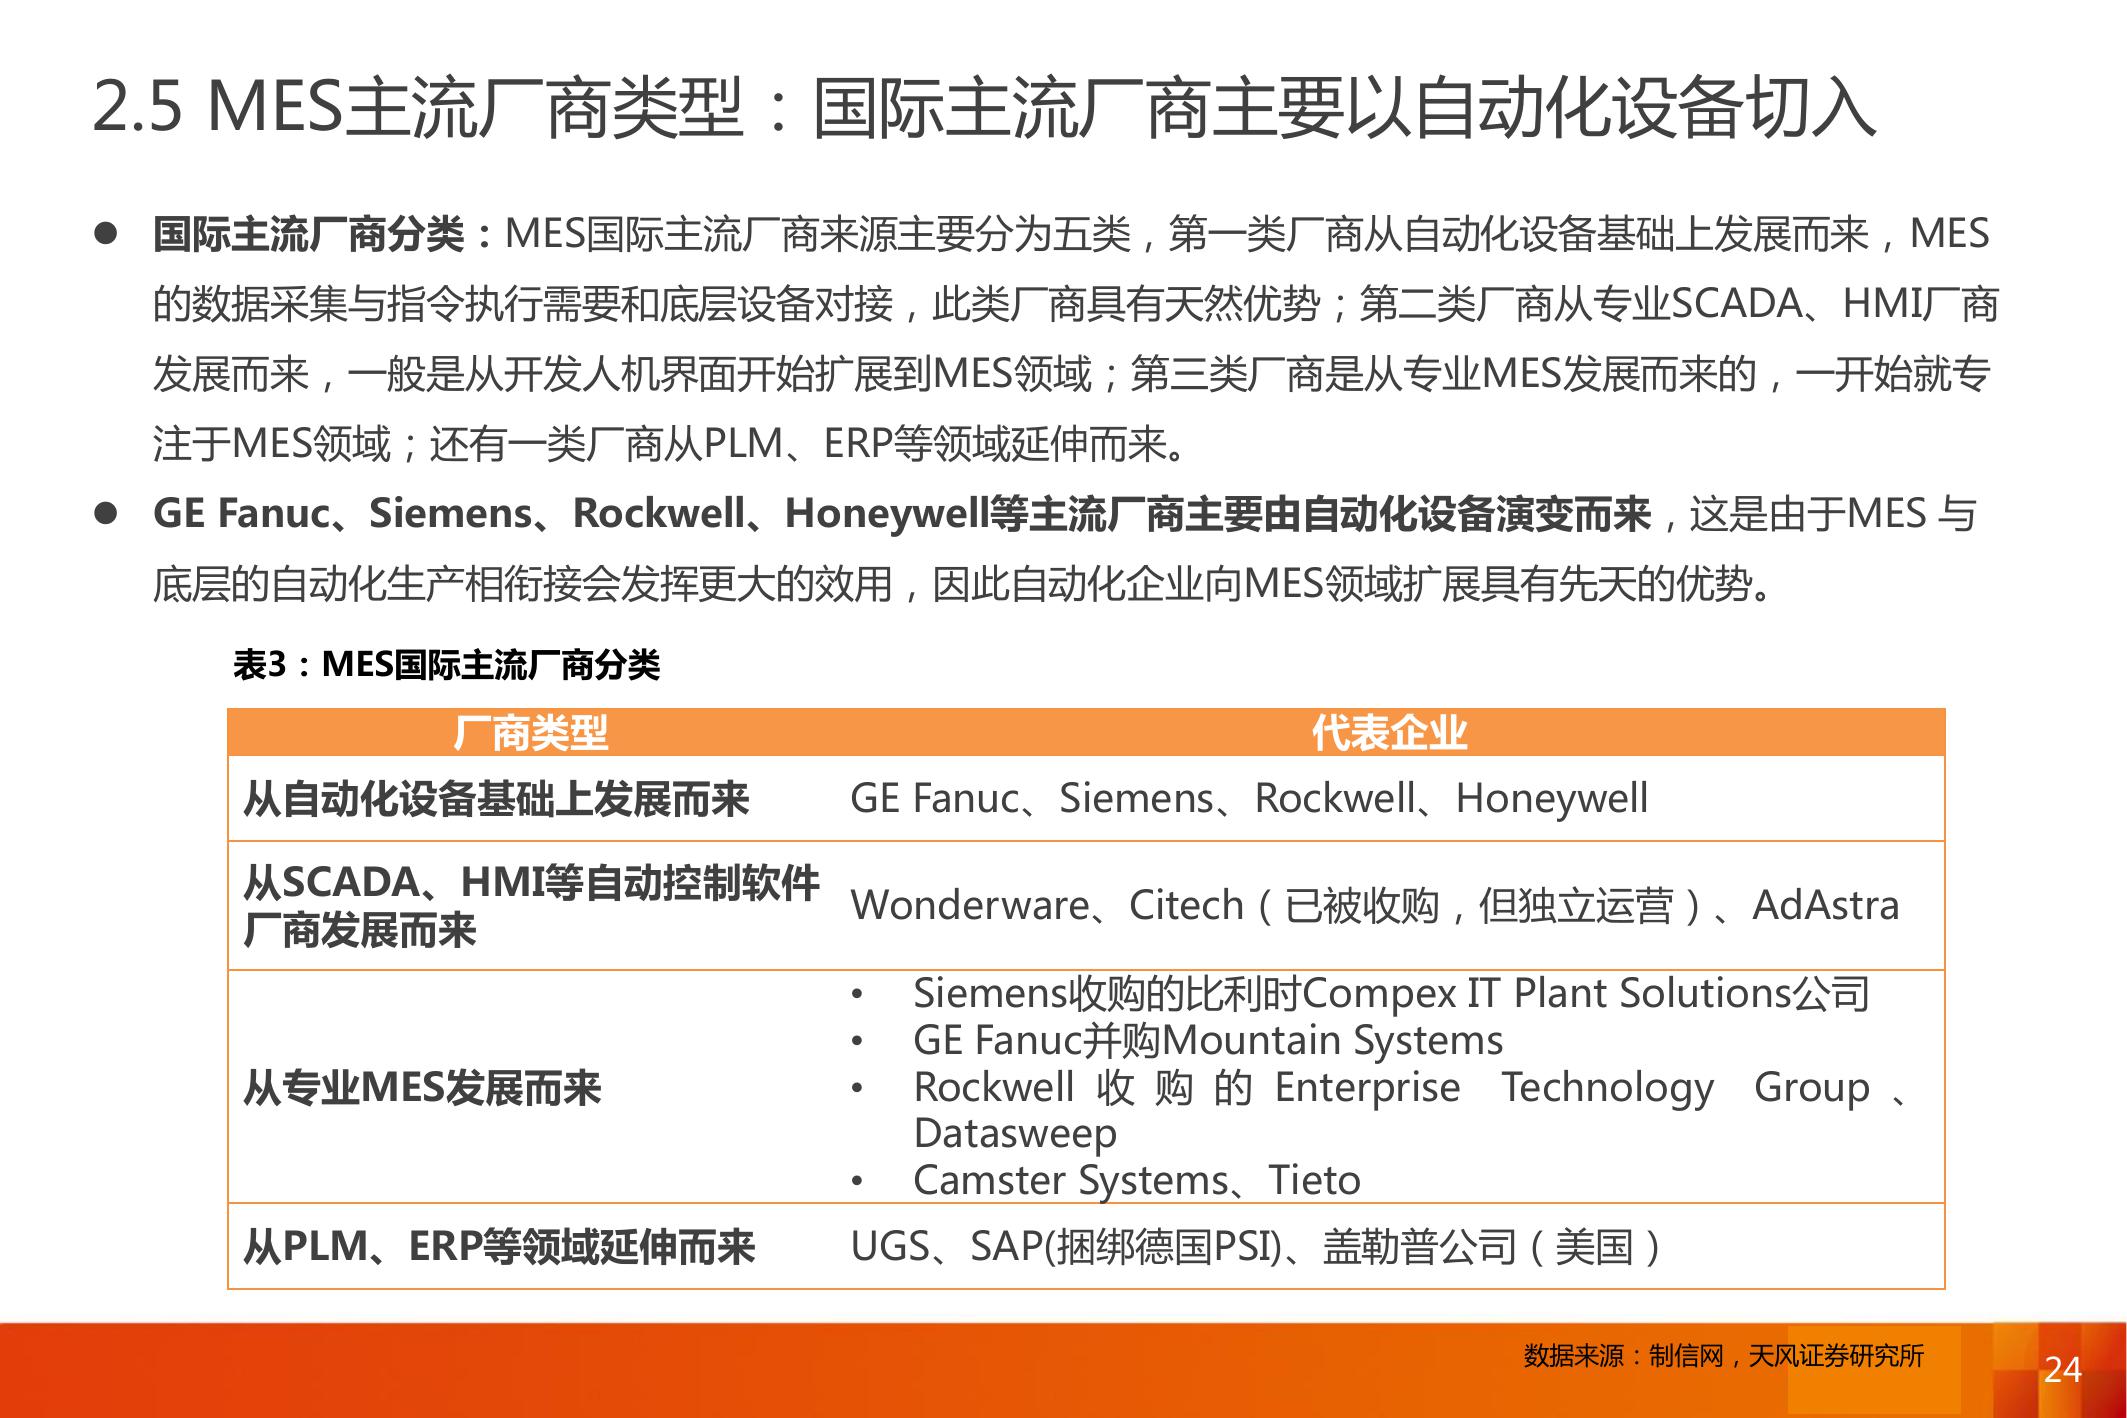 2.5 MES主流厂商类型：国际主流厂商主要以自动化设备切入
● 国际主流厂商分类：MES国际主流厂商来源主要分为五类，第一类厂商从自动化设备基础上发展而来，MES
的数据采集与指令执行需要和底层设备对接，此类厂商具有天然优势；第二类厂商从专业SCADA、HMI厂商
发展而来，一般是从开发人机界面开始扩展到MES领域；第三类厂商是从专业MES发展而来的，一开始就专
注于MES领域；还有一类厂商从PLM、ERP等领域延伸而来。
● GE Fanuc、Siemens、Rockwell、Honeywell等主流厂商主要由自动化设备演变而来，这是由于MES 与
底层的自动化生产相衔接会发挥更大的效用，因此自动化企业向MES领域扩展具有先天的优势。
表3：MES国际主流厂商分类
厂商类型 代表企业
从自动化设备基础上发展而来 GE Fanuc、Siemens、Rockwell、Honeywell
从SCADA、HMI等自动控制软件
厂商发展而来
Wonderware、Citech（已被收购，但独立运营）、AdAstra
从专业MES发展而来
• Siemens收购的比利时Compex IT Plant Solutions公司
• GE Fanuc并购Mountain Systems
• Rockwell收购的Enterprise Technology Group、
Datasweep
• Camster Systems、Tieto
从PLM、ERP等领域延伸而来 UGS、SAP(捆绑德国PSI)、盖勒普公司（美国）
数据来源：制信网，天风证券研究所
24